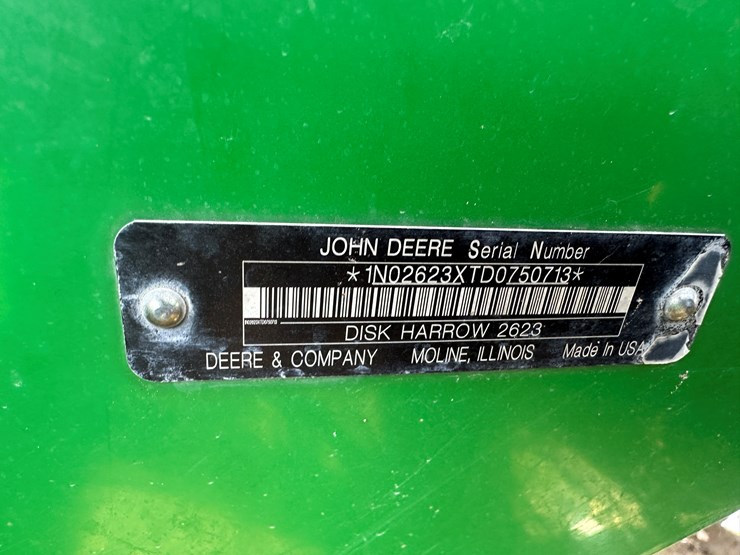 JOHN DEERE Serial Number
*1N02623XTD0750713*
DISK HARROW 2623
DEERE & COMPANY MOLINE, ILLINOIS Made In USA